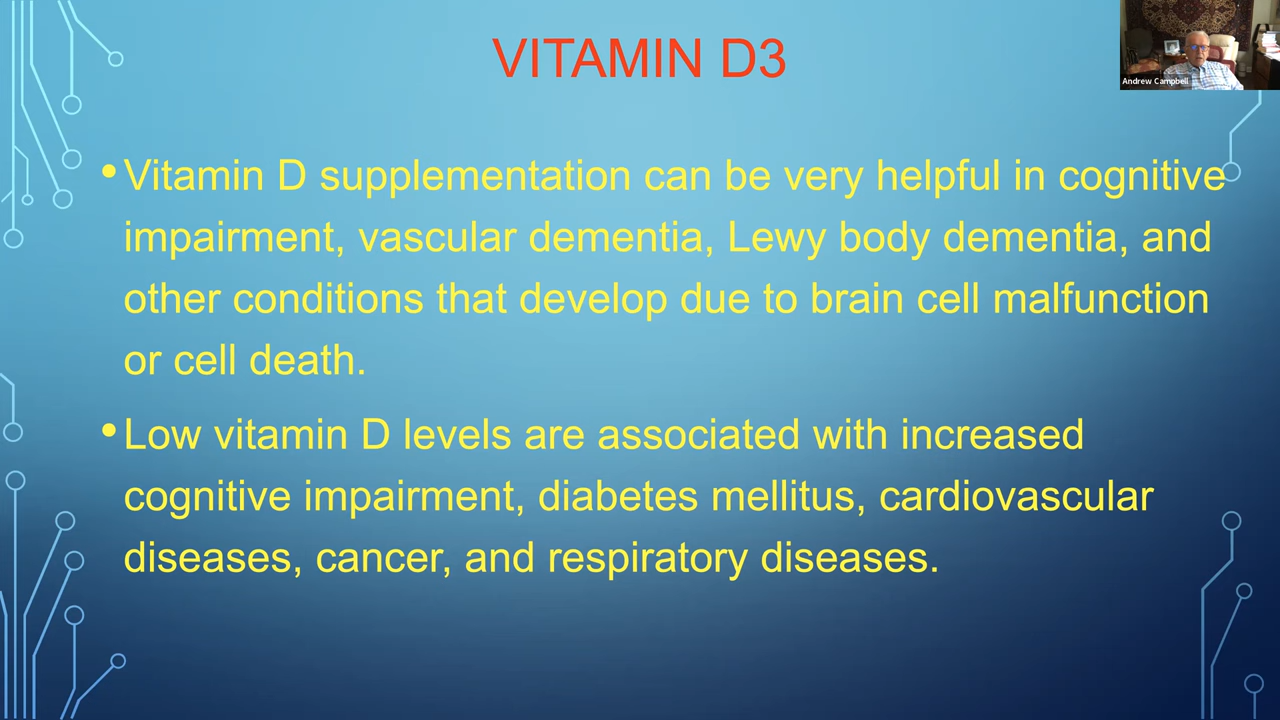 VITAMIN D3
Andrew Campbell
• Vitamin D supplementation can be very helpful in cognitive
impairment, vascular dementia, Lewy body dementia, and
other conditions that develop due to brain cell malfunction
or cell death.
• Low vitamin D levels are associated with increased
cognitive impairment, diabetes mellitus, cardiovascular
diseases, cancer, and respiratory diseases.